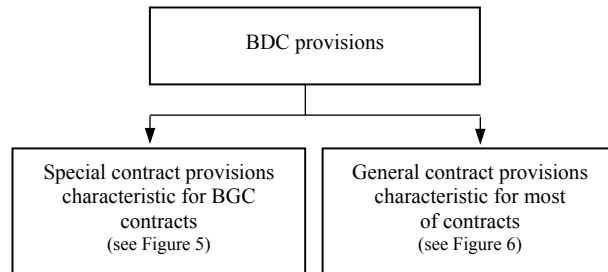 BDC provisions
Special contract provisions
characteristic for BGC
contracts
(see Figure 5)
General contract provisions
characteristic for most
of contracts
(see Figure 6)